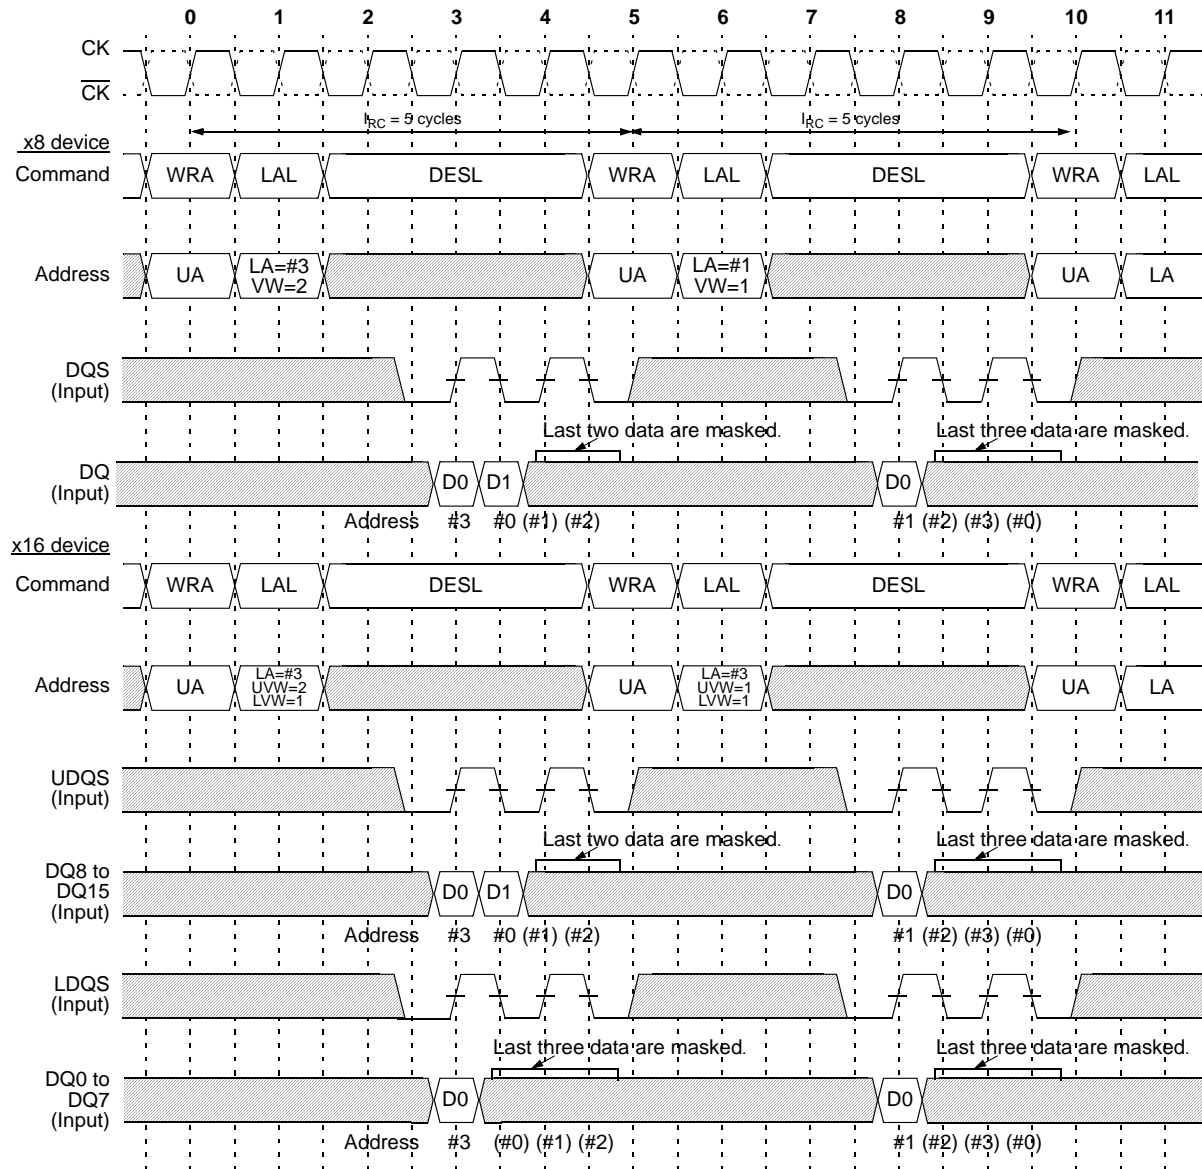 0 1 2 3 4 5 6 7 8 9 10 11
CK
CK
IRC = 5 cycles IRC = 5 cycles
x8 device
Command WRA LAL DESL WRA LAL DESL WRA LAL
Address UA LA=#3 VW=2 UA LA=#1 VW=1 UA LA
DQS
(Input)
Last two data are masked. Last three data are masked.
DQ
(Input)
D0 D1 D0
Address #3 #0 (#1) (#2) #1 (#2) (#3) (#0)
x16 device
Command WRA LAL DESL WRA LAL DESL WRA LAL
Address UA LA=#3 UVW=2 LVW=1 UA LA=#3 UVW=1 LVW=1 UA LA
UDQS
(Input)
Last two data are masked. Last three data are masked.
DQ8 to
DQ15
(Input)
D0 D1 D0
Address #3 #0 (#1) (#2) #1 (#2) (#3) (#0)
LDQS
(Input)
Last three data are masked. Last three data are masked.
DQ0 to
DQ7
(Input)
D0 D0
Address #3 (#0) (#1) (#2) #1 (#2) (#3) (#0)